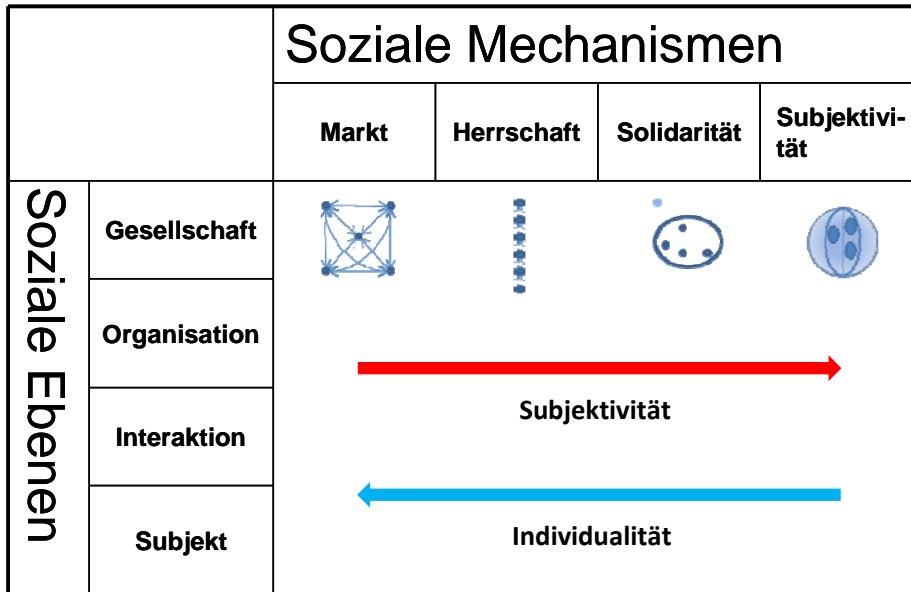 Soziale Mechanismen
Markt
Herrschaft
Solidarität
Subjektivi-
tät
Soziale Ebenen
Gesellschaft
Organisation
Interaktion
Subjekt
Subjektivität
Individualität